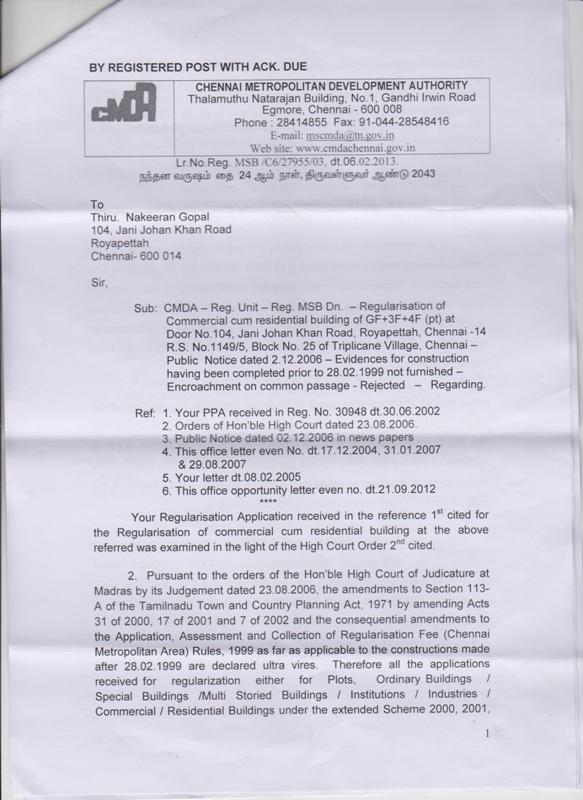 BY REGISTERED POST WITH ACK. DUE
CMDA
CHENNAI METROPOLITAN DEVELOPMENT AUTHORITY
Thalamuthu Natarajan Building, No.1, Gandhi Irwin Road
Egmore, Chennai - 600 008
Phone : 28414855 Fax: 91-044-28548416
E-mail: mscmda@tn.gov.in
Web site: www.cmdachennai.gov.in
Lr.No.Reg. MSB /C6/27955/03, dt.06.02.2013.
நந்தன வருஷம் தை 24 ஆம் நாள், திருவள்ளுவர் ஆண்டு 2043
To
Thiru. Nakeeran Gopal
104, Jani Johan Khan Road
Royapettah
Chennai- 600 014
Sir,
Sub: CMDA – Reg. Unit – Reg. MSB Dn. – Regularisation of
Commercial cum residential building of GF+3F+4F (pt) at
Door No.104, Jani Johan Khan Road, Royapettah, Chennai -14
R.S. No.1149/5, Block No. 25 of Triplicane Village, Chennai –
Public Notice dated 2.12.2006 – Evidences for construction
having been completed prior to 28.02.1999 not furnished –
Encroachment on common passage - Rejected – Regarding.
Ref: 1. Your PPA received in Reg. No. 30948 dt.30.06.2002
2. Orders of Hon'ble High Court dated 23.08.2006.
3. Public Notice dated 02.12.2006 in news papers
4. This office letter even No. dt.17.12.2004, 31.01.2007
& 29.08.2007
5. Your letter dt.08.02.2005
6. This office opportunity letter even no. dt.21.09.2012
****
Your Regularisation Application received in the reference 1st cited for
the Regularisation of commercial cum residential building at the above
referred was examined in the light of the High Court Order 2nd cited.
2. Pursuant to the orders of the Hon'ble High Court of Judicature at
Madras by its Judgement dated 23.08.2006, the amendments to Section 113-
A of the Tamilnadu Town and Country Planning Act, 1971 by amending Acts
31 of 2000, 17 of 2001 and 7 of 2002 and the consequential amendments to
the Application, Assessment and Collection of Regularisation Fee (Chennai
Metropolitan Area) Rules, 1999 as far as applicable to the constructions made
after 28.02.1999 are declared ultra vires. Therefore all the applications
received for regularization either for Plots, Ordinary Buildings /
Special Buildings /Multi Storied Buildings / Institutions / Industries /
Commercial / Residential Buildings under the extended Scheme 2000, 2001,
1